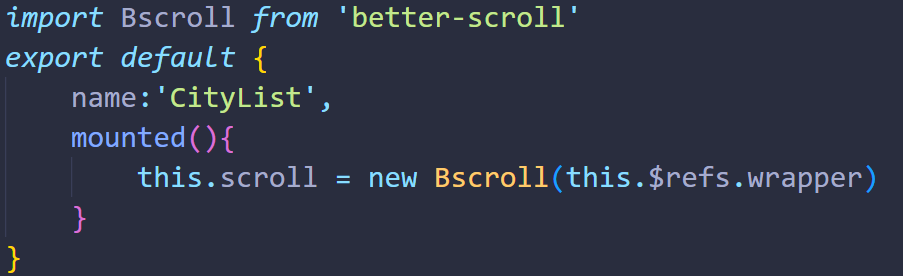 import Bscroll from 'better-scroll'
export default {
    name:'CityList',
    mounted(){
        this.scroll = new Bscroll(this.$refs.wrapper)
    }
}